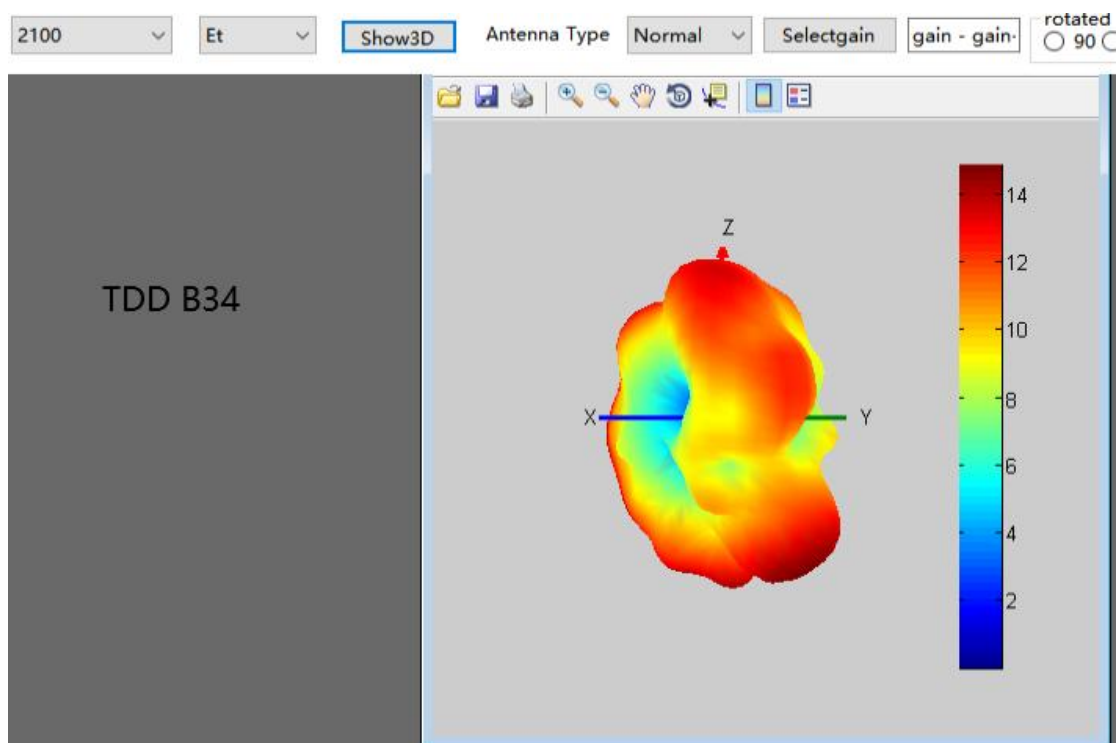 2100 Et Show3D Antenna Type Normal Selectgain gain - gain- rotated
90
Z
14
TDD B34
12
10
X Y
8
6
4
2